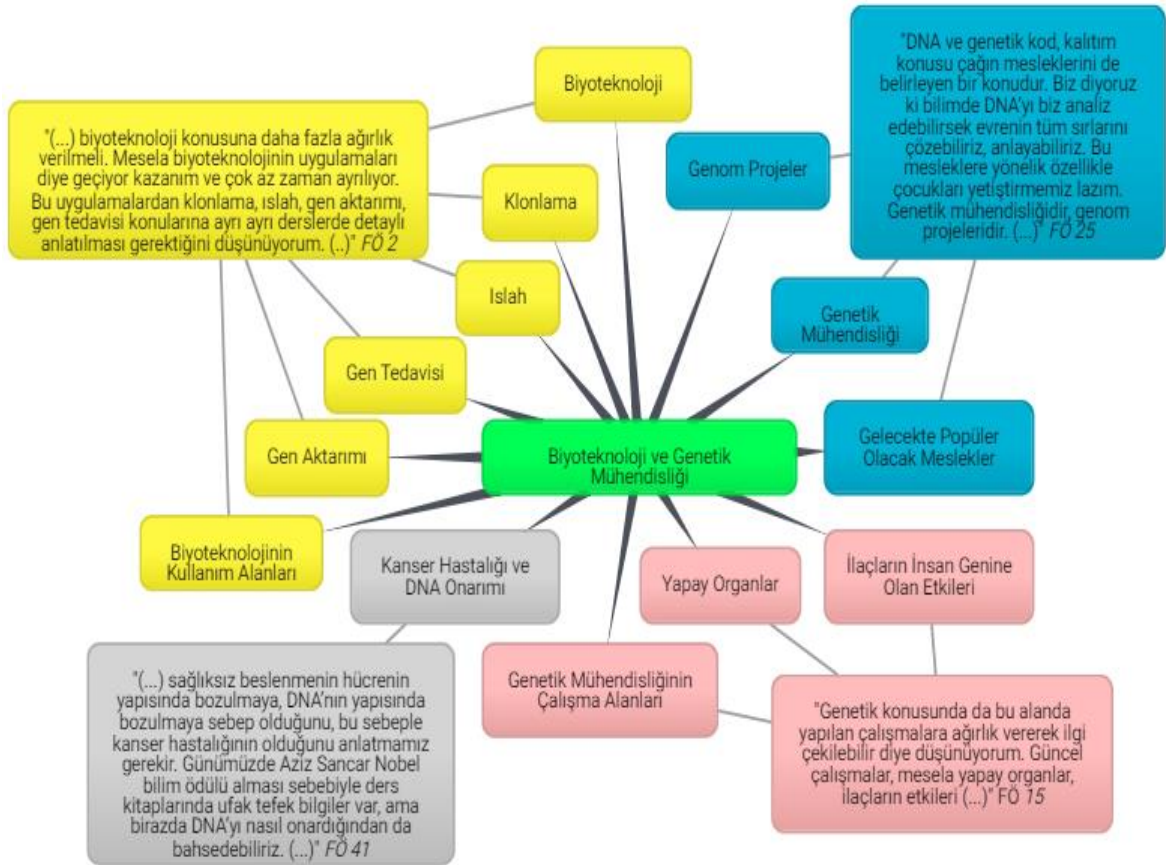 Biyoteknoloji
"(...) biyoteknoloji konusuna daha fazla ağırlık
verilmeli. Mesela biyoteknolojinin uygulamaları
diye geçiyor kazanım ve çok az zaman ayrılıyor.
Bu uygulamalardan klonlama, ıslah, gen aktarımı,
gen tedavisi konularına ayrı ayrı derslerde detaylı
anlatılması gerektiğini düşünüyorum. (..)" FÖ 2
Klonlama
Islah
Gen Tedavisi
Gen Aktarımı
Biyoteknolojinin
Kullanım Alanları
Genom Projeler
"DNA ve genetik kod, kalıtım
konusu çağın mesleklerini de
belirleyen bir konudur. Biz diyoruz
ki bilimde DNA'yı biz analiz
edebilirsek evrenin tüm sırlarını
çözebiliriz, anlayabiliriz. Bu
mesleklere yönelik özellikle
çocukları yetiştirmemiz lazım.
Genetik mühendisliğidir, genom
projeleridir. (...)" FÖ 25
Genetik
Mühendisliği
Gelecekte Popüler
Olacak Meslekler
Biyoteknoloji ve Genetik
Mühendisliği
Kanser Hastalığı ve
DNA Onarımı
"(...) sağlıksız beslenmenin hücrenin
yapısında bozulmaya, DNA'nın yapısında
bozulmaya sebep olduğunu, bu sebeple
kanser hastalığının olduğunu anlatmamız
gerekir. Günümüzde Aziz Sancar Nobel
bilim ödülü alması sebebiyle ders
kitaplarında ufak tefek bilgiler var, ama
birazda DNA'yı nasıl onardığından da
bahsedebiliriz. (...)" FÖ 41
Yapay Organlar
İlaçların İnsan Genine
Olan Etkileri
Genetik Mühendisliğinin
Çalışma Alanları
"Genetik konusunda da bu alanda
yapılan çalışmalara ağırlık vererek ilgi
çekilebilir diye düşünüyorum. Güncel
çalışmalar, mesela yapay organlar,
ilaçların etkileri (...)" FÖ 15